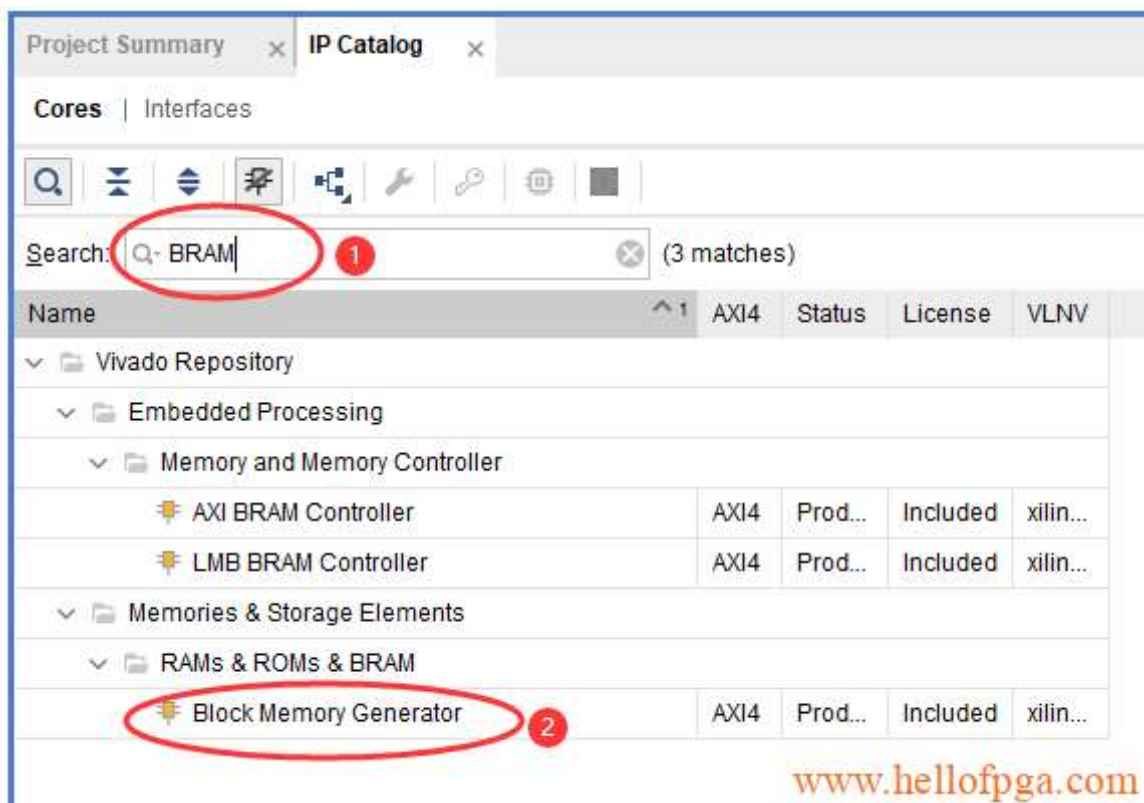 Project Summary × IP Catalog ×
Cores | Interfaces
Search: BRAM (3 matches)
1
Name ^ 1 AXI4 Status License VLNV
Vivado Repository
Embedded Processing
Memory and Memory Controller
AXI BRAM Controller AXI4 Prod... Included xilin...
LMB BRAM Controller AXI4 Prod... Included xilin...
Memories & Storage Elements
RAMs & ROMs & BRAM
Block Memory Generator AXI4 Prod... Included xilin...
2
www.hellofpga.com